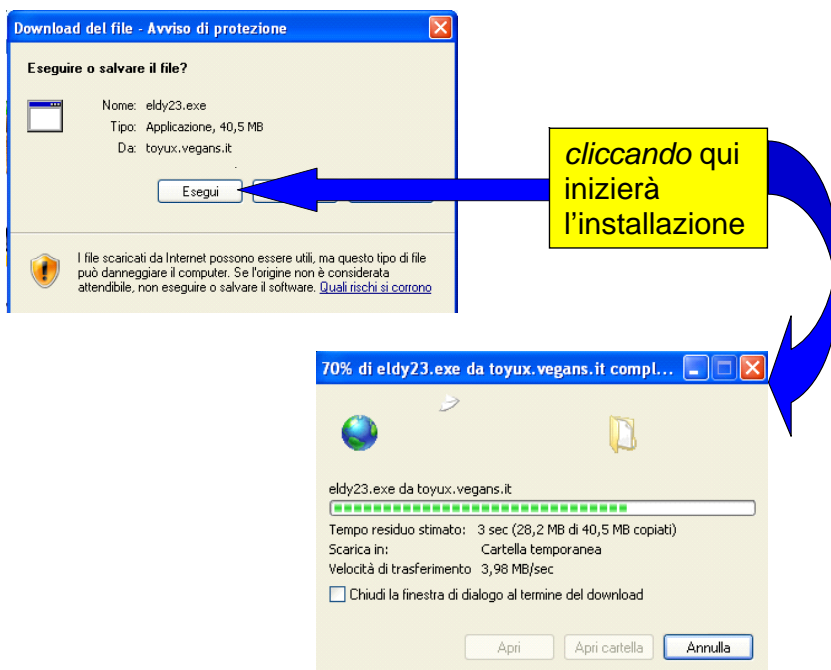 Download del file - Avviso di protezione
Eseguire o salvare il file?
Nome: eldy23.exe
Tipo: Applicazione, 40,5 MB
Da: toyux.vegans.it
Esegui
cliccando qui
inizierà
l'installazione
I file scaricati da Internet possono essere utili, ma questo tipo di file
può danneggiare il computer. Se l'origine non è considerata
attendibile, non eseguire o salvare il software. Quali rischi si corrono
70% di eldy23.exe da toyux.vegans.it compl...
eldy23.exe da toyux.vegans.it
Tempo residuo stimato: 3 sec (28,2 MB di 40,5 MB copiati)
Scarica in: Cartella temporanea
Velocità di trasferimento 3,98 MB/sec
Chiudi la finestra di dialogo al termine del download
Apri Apri cartella Annulla